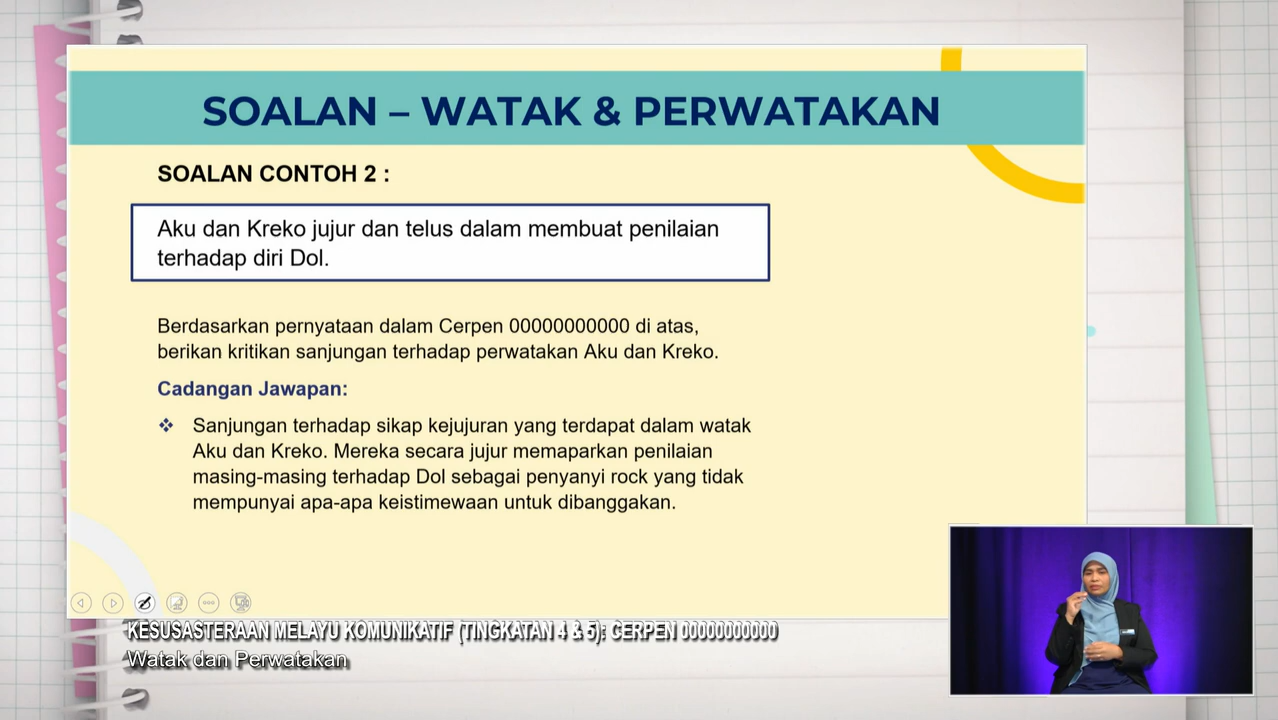 SOALAN – WATAK & PERWATAKAN
SOALAN CONTOH 2 :
Aku dan Kreko jujur dan telus dalam membuat penilaian
terhadap diri Dol.
Berdasarkan pernyataan dalam Cerpen 00000000000 di atas,
berikan kritikan sanjungan terhadap perwatakan Aku dan Kreko.
Cadangan Jawapan:
❖ Sanjungan terhadap sikap kejujuran yang terdapat dalam watak
Aku dan Kreko. Mereka secara jujur memaparkan penilaian
masing-masing terhadap Dol sebagai penyanyi rock yang tidak
mempunyai apa-apa keistimewaan untuk dibanggakan.
KESUSASTERAAN MELAYU KOMUNIKATIF (TINGKATAN 4 & 5): CERPEN 00000000000
Watak dan Perwatakan